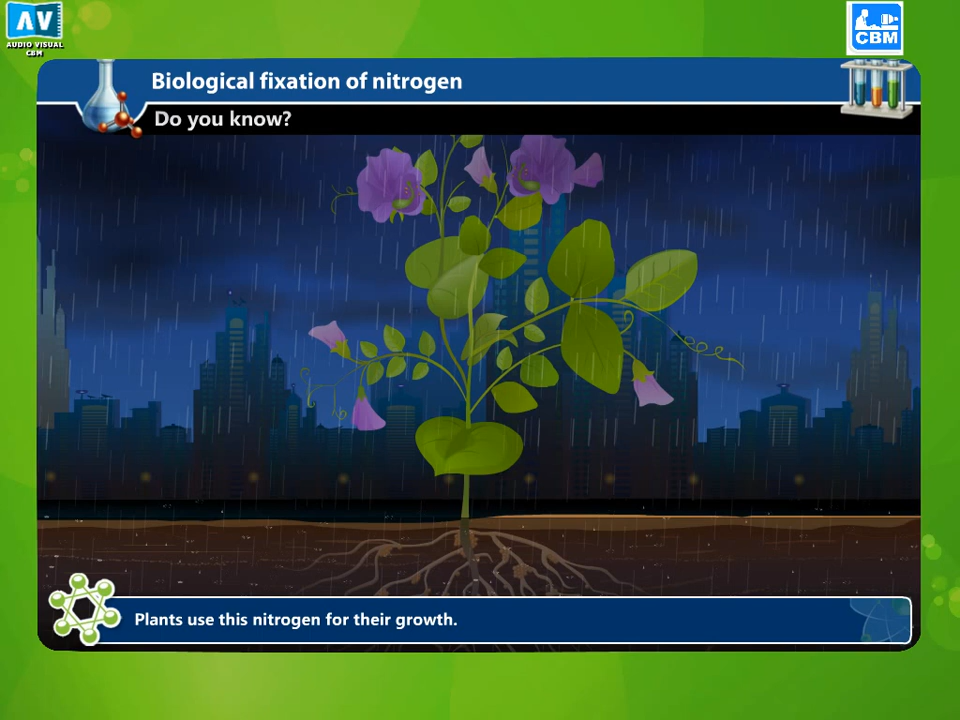 AV
AUDIO VISUAL
CBM
CBM
Biological fixation of nitrogen
Do you know?
Plants use this nitrogen for their growth.